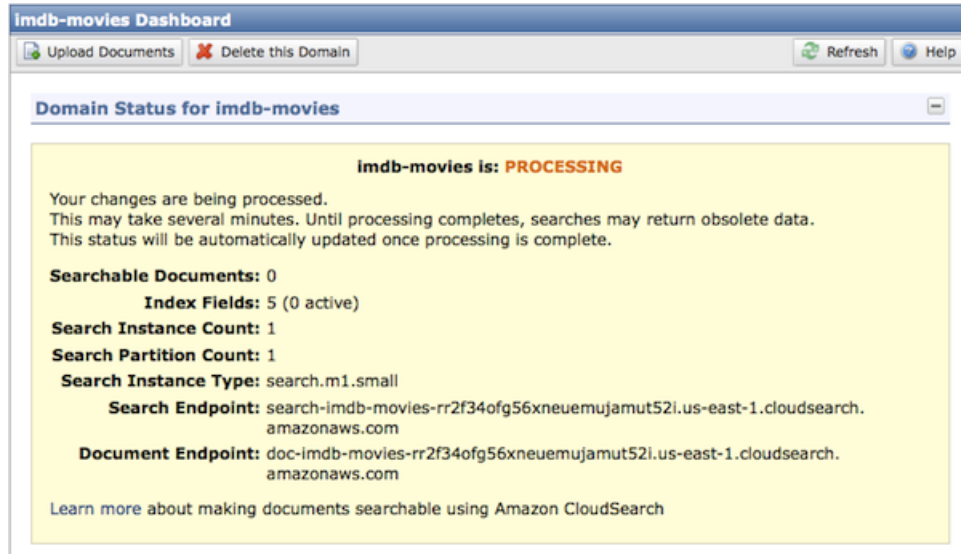 imdb-movies Dashboard
Upload Documents Delete this Domain Refresh Help
Domain Status for imdb-movies
imdb-movies is: PROCESSING
Your changes are being processed.
This may take several minutes. Until processing completes, searches may return obsolete data.
This status will be automatically updated once processing is complete.
Searchable Documents: 0
Index Fields: 5 (0 active)
Search Instance Count: 1
Search Partition Count: 1
Search Instance Type: search.m1.small
Search Endpoint: search-imdb-movies-rr2f34ofg56xneuemujamut52i.us-east-1.cloudsearch.
amazonaws.com
Document Endpoint: doc-imdb-movies-rr2f34ofg56xneuemujamut52i.us-east-1.cloudsearch.
amazonaws.com
Learn more about making documents searchable using Amazon CloudSearch